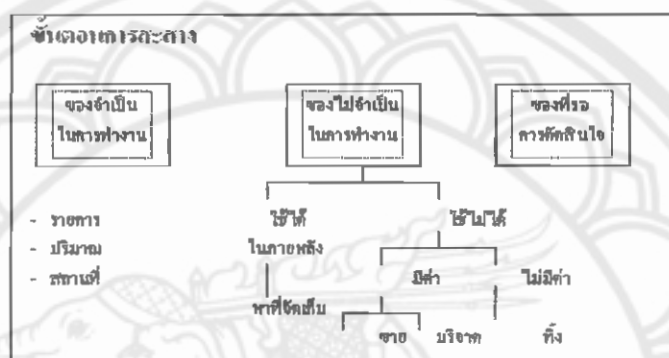 ขั้นตอนการสะสาง
ของจำเป็น
ในการทำงาน
ของไม่จำเป็น
ในการทำงาน
ของที่รอ
การตัดสินใจ
- รายการ
- ปริมาณ
- สถานที่
ใช้ได้
ในภายหลัง
หาที่จัดเก็บ
ใช้ไม่ได้
มีค่า
ไม่มีค่า
ขาย
บริจาค
ทิ้ง